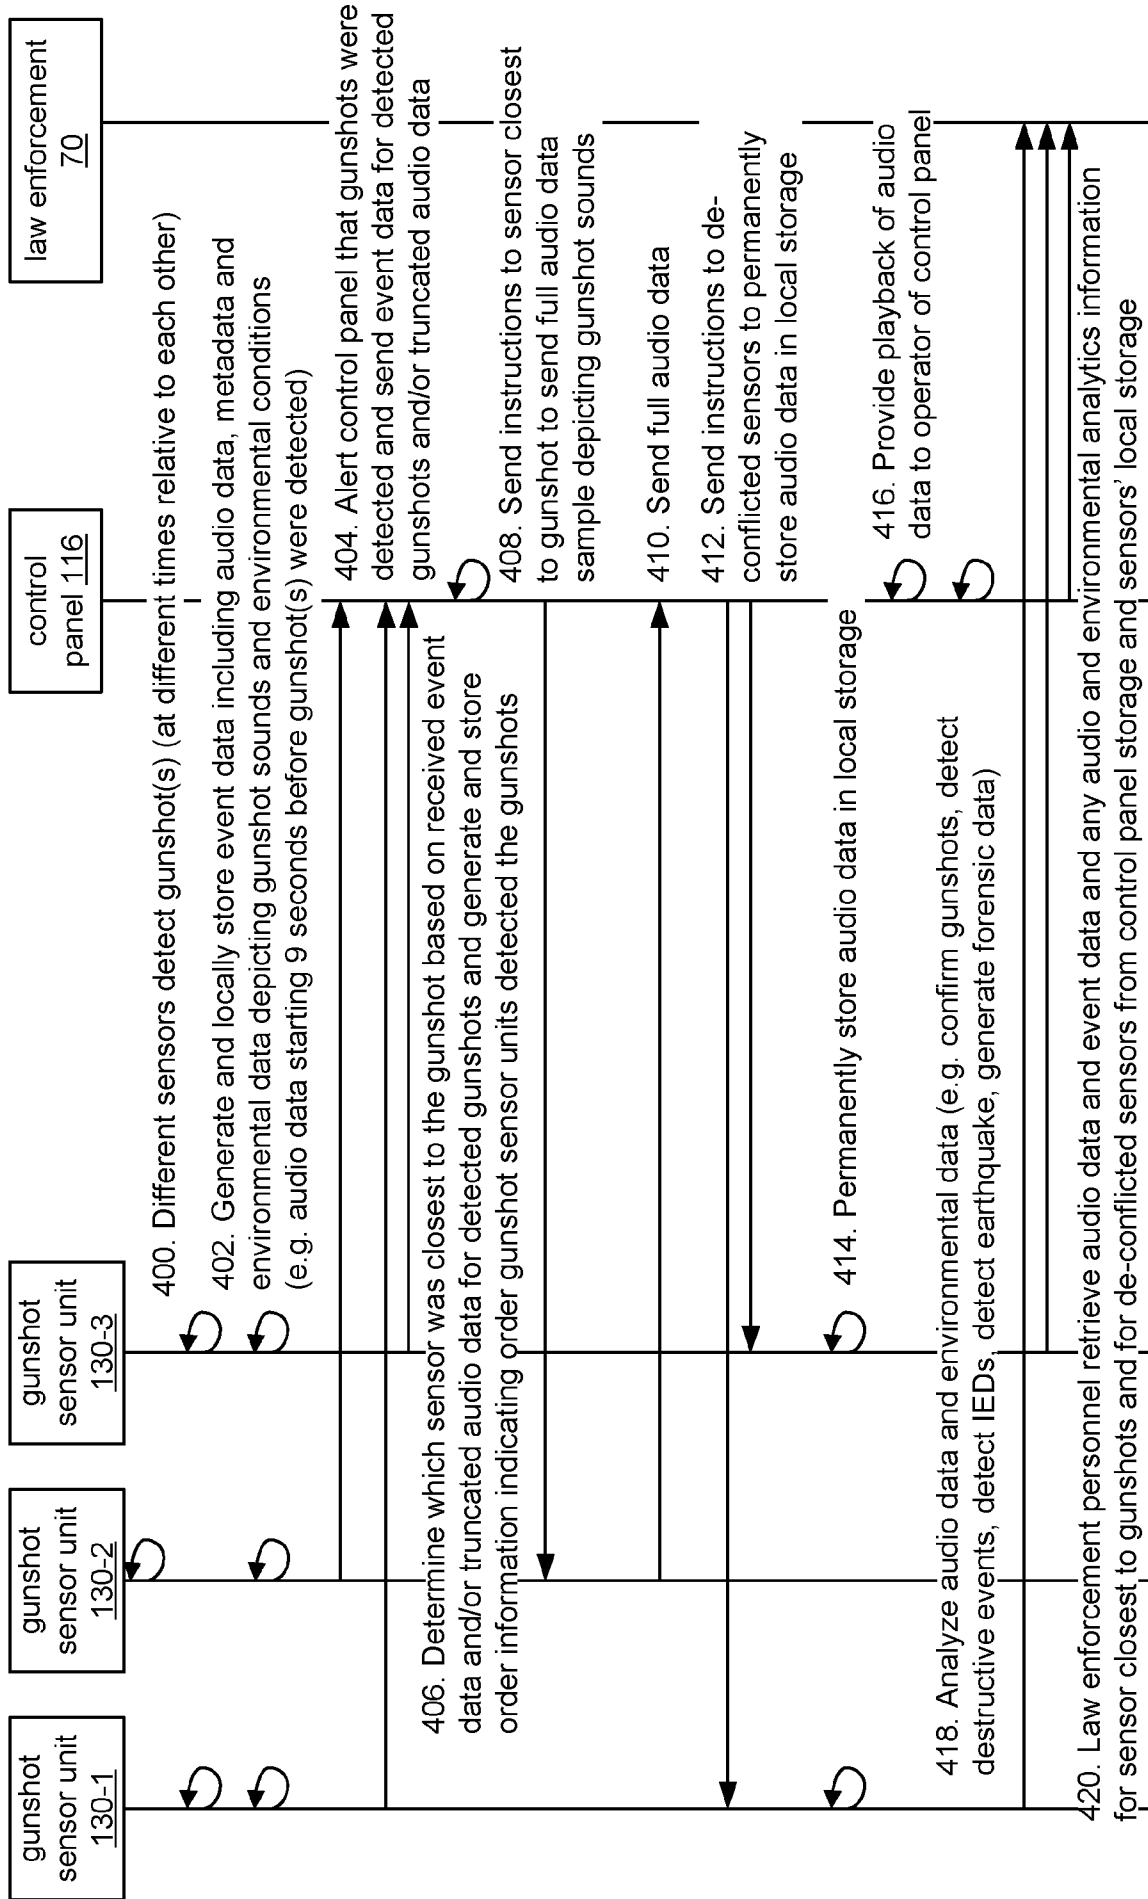 gunshot
sensor unit
130-1
gunshot
sensor unit
130-2
gunshot
sensor unit
130-3
control
panel 116
law enforcement
70
400. Different sensors detect gunshot(s) (at different times relative to each other)
402. Generate and locally store event data including audio data, metadata and
environmental data depicting gunshot sounds and environmental conditions
(e.g. audio data starting 9 seconds before gunshot(s) were detected)
404. Alert control panel that gunshots were
detected and send event data for detected
gunshots and/or truncated audio data
406. Determine which sensor was closest to the gunshot based on received event
data and/or truncated audio data for detected gunshots and generate and store
order information indicating order gunshot sensor units detected the gunshots
408. Send instructions to sensor closest
to gunshot to send full audio data
sample depicting gunshot sounds
410. Send full audio data
412. Send instructions to de-
conflicted sensors to permanently
store audio data in local storage
414. Permanently store audio data in local storage
416. Provide playback of audio
data to operator of control panel
418. Analyze audio data and environmental data (e.g. confirm gunshots, detect
destructive events, detect IEDs, detect earthquake, generate forensic data)
420. Law enforcement personnel retrieve audio data and event data and any audio and environmental analytics information
for sensor closest to gunshots and for de-conflicted sensors from control panel storage and sensors' local storage